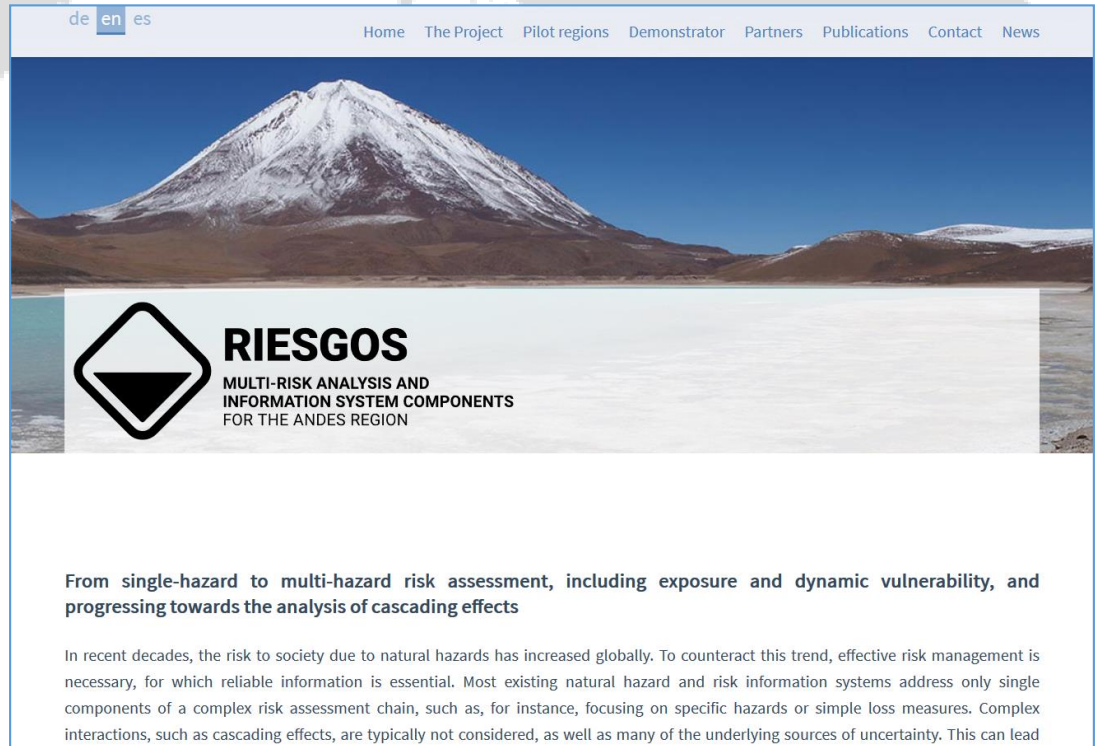 de en es
Home The Project Pilot regions Demonstrator Partners Publications Contact News
RIESGOS
MULTI-RISK ANALYSIS AND
INFORMATION SYSTEM COMPONENTS
FOR THE ANDES REGION
From single-hazard to multi-hazard risk assessment, including exposure and dynamic vulnerability, and
progressing towards the analysis of cascading effects
In recent decades, the risk to society due to natural hazards has increased globally. To counteract this trend, effective risk management is
necessary, for which reliable information is essential. Most existing natural hazard and risk information systems address only single
components of a complex risk assessment chain, such as, for instance, focusing on specific hazards or simple loss measures. Complex
interactions, such as cascading effects, are typically not considered, as well as many of the underlying sources of uncertainty. This can lead